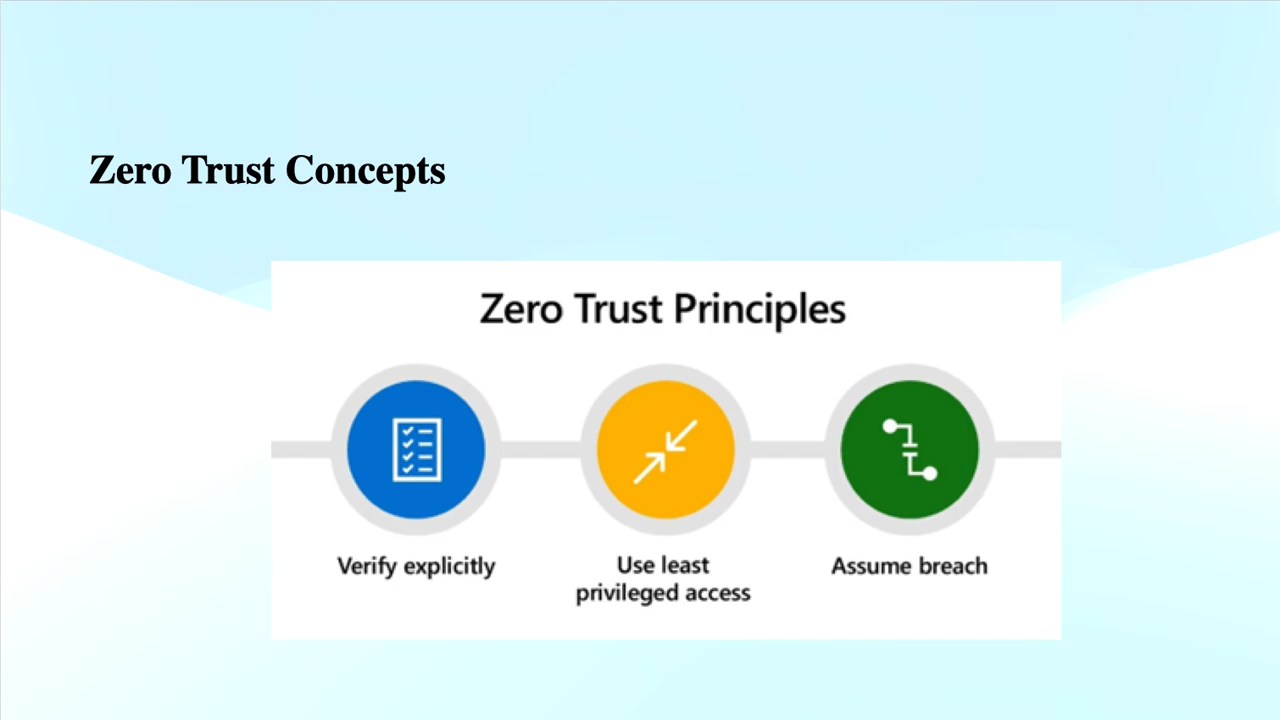 Zero Trust Concepts
Zero Trust Principles
Verify explicitly
Use least
privileged access
Assume breach